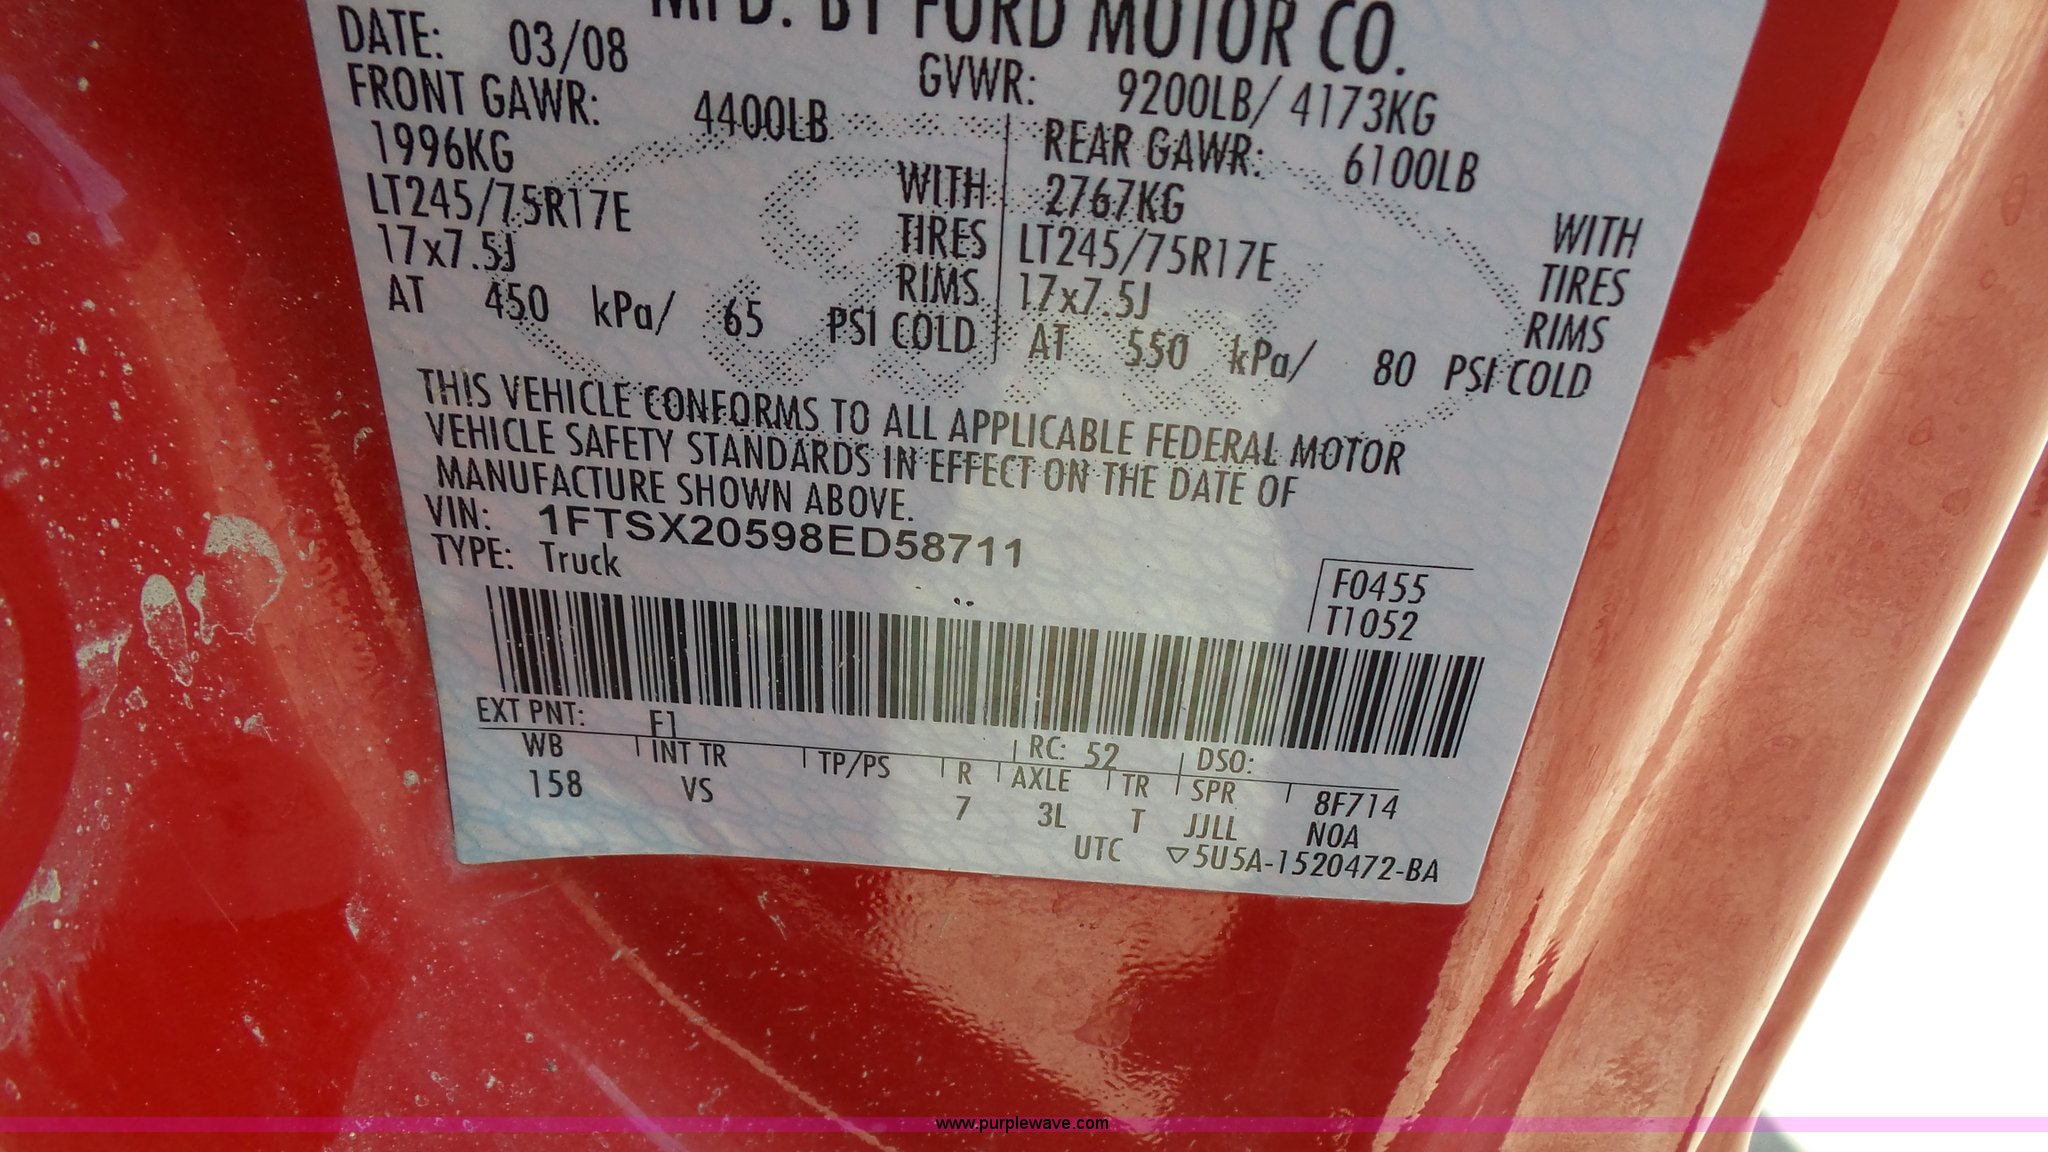 MFD. BY FORD MOTOR CO.
DATE: 03/08 GVWR: 9200LB/ 4173KG
FRONT GAWR: 4400LB REAR GAWR: 6100LB
1996KG WITH 2767KG WITH
LT245/75R17E TIRES LT245/75R17E TIRES
17x7.5J RIMS 17x7.5J RIMS
AT 450 kPa/ 65 PSI COLD AT 550 kPa/ 80 PSI COLD
THIS VEHICLE CONFORMS TO ALL APPLICABLE FEDERAL MOTOR
VEHICLE SAFETY STANDARDS IN EFFECT ON THE DATE OF
MANUFACTURE SHOWN ABOVE.
VIN: 1FTSX20598ED58711
TYPE: Truck
F0455
T1052
EXT PNT: F1 RC: 52 DSO:
WB INT TR TP/PS R AXLE TR SPR 8F714
158 VS 7 3L T JJLL NOA
UTC ▽5U5A-1520472-BA
www.purplewave.com